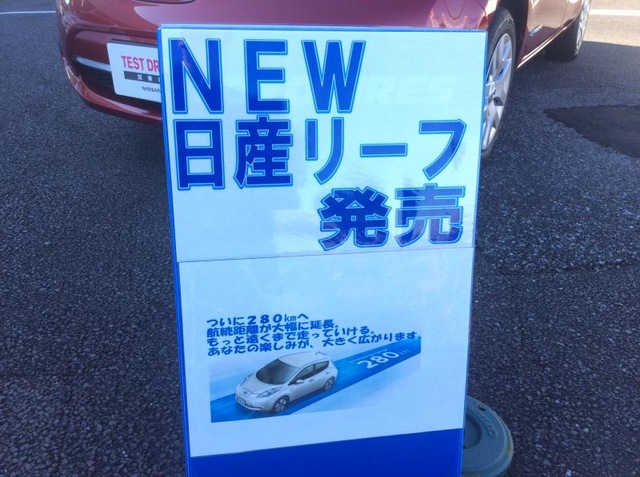 TEST DR
試乗
NISSAN
NEW
日産リーフ
発売
ついに280㎞へ
航続距離が大幅に延長。
もっと遠くまで走っていける。
あなたの楽しみが、大きく広がります。
280